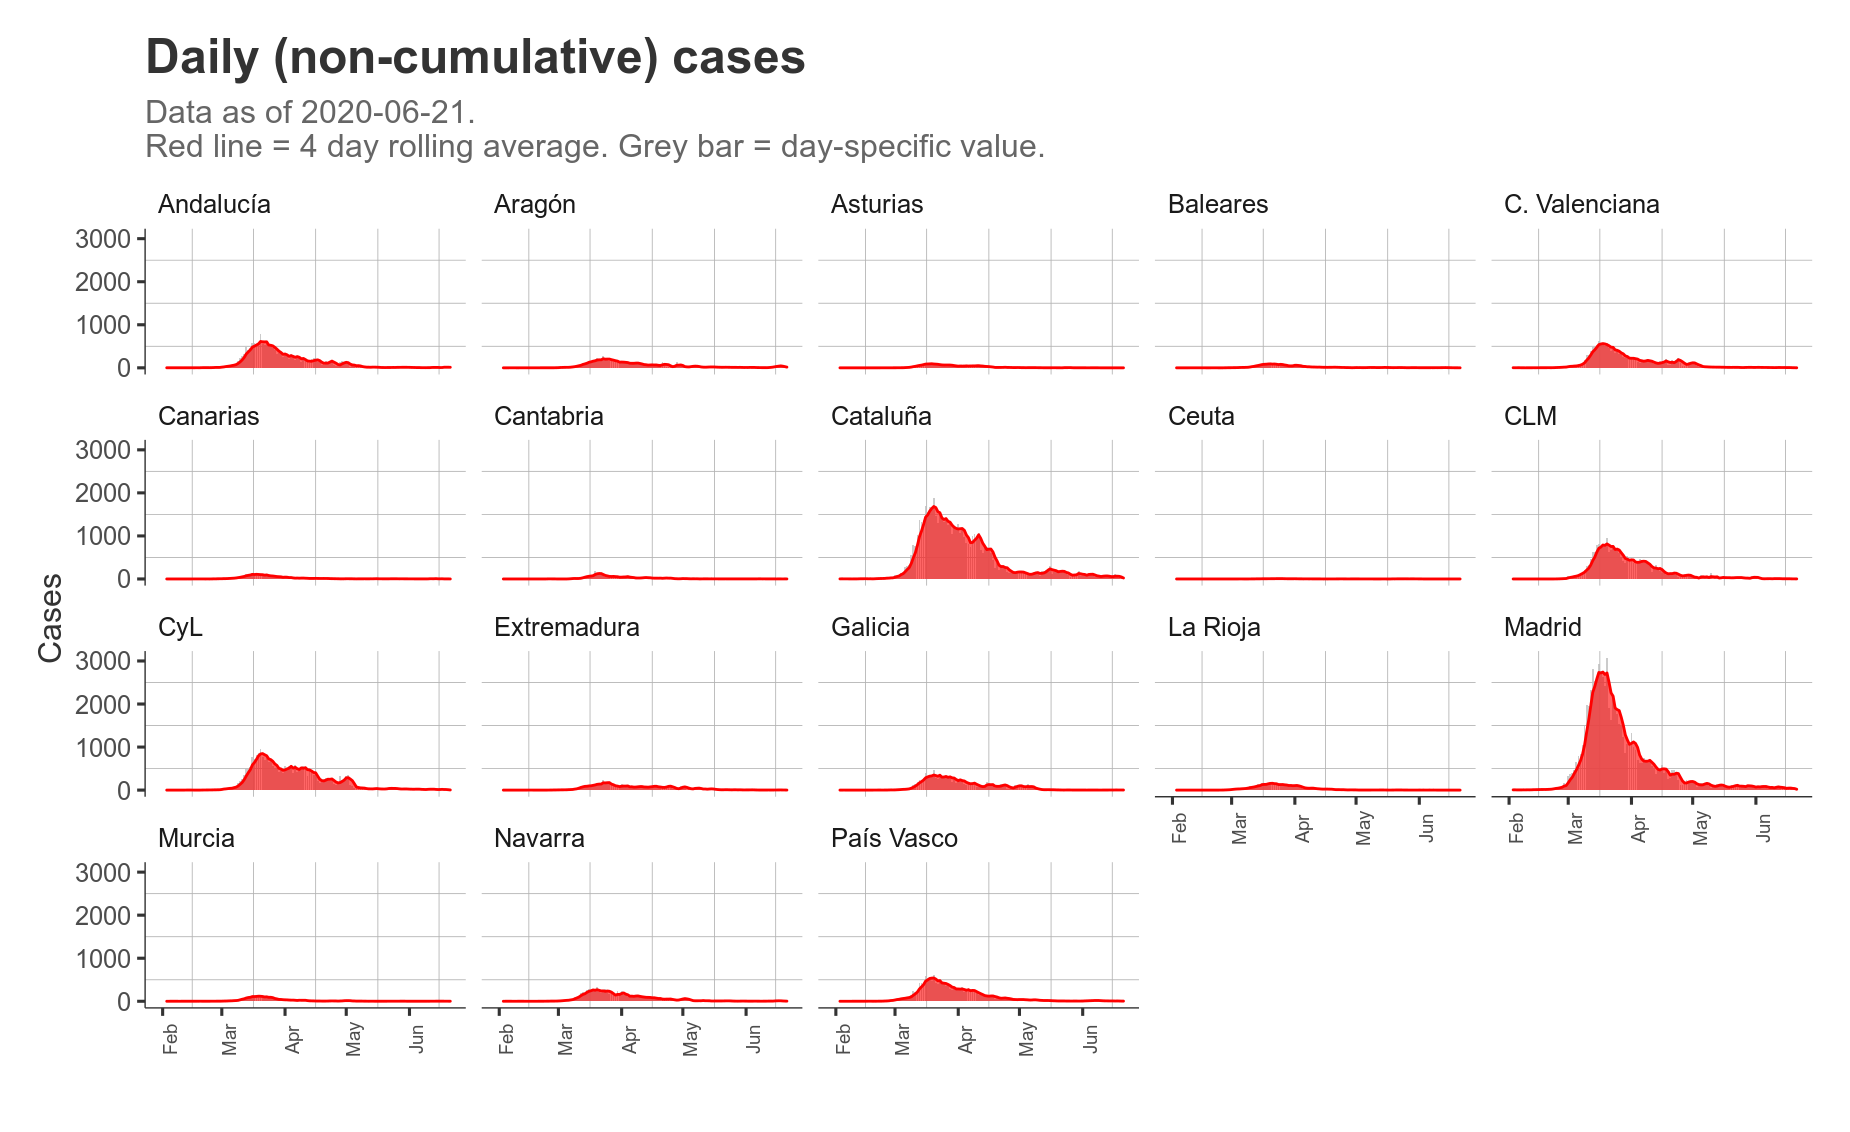 Daily (non-cumulative) cases
Data as of 2020-06-21.
Red line = 4 day rolling average. Grey bar = day-specific value.
Andalucía Aragón Asturias Baleares C. Valenciana
3000
2000
1000
0
Canarias Cantabria Cataluña Ceuta CLM
3000
2000
1000
0
Cases
CyL Extremadura Galicia La Rioja Madrid
3000
2000
1000
0
Feb Mar Apr May Jun Feb Mar Apr May Jun
Murcia Navarra País Vasco
3000
2000
1000
0
Feb Mar Apr May Jun Feb Mar Apr May Jun Feb Mar Apr May Jun